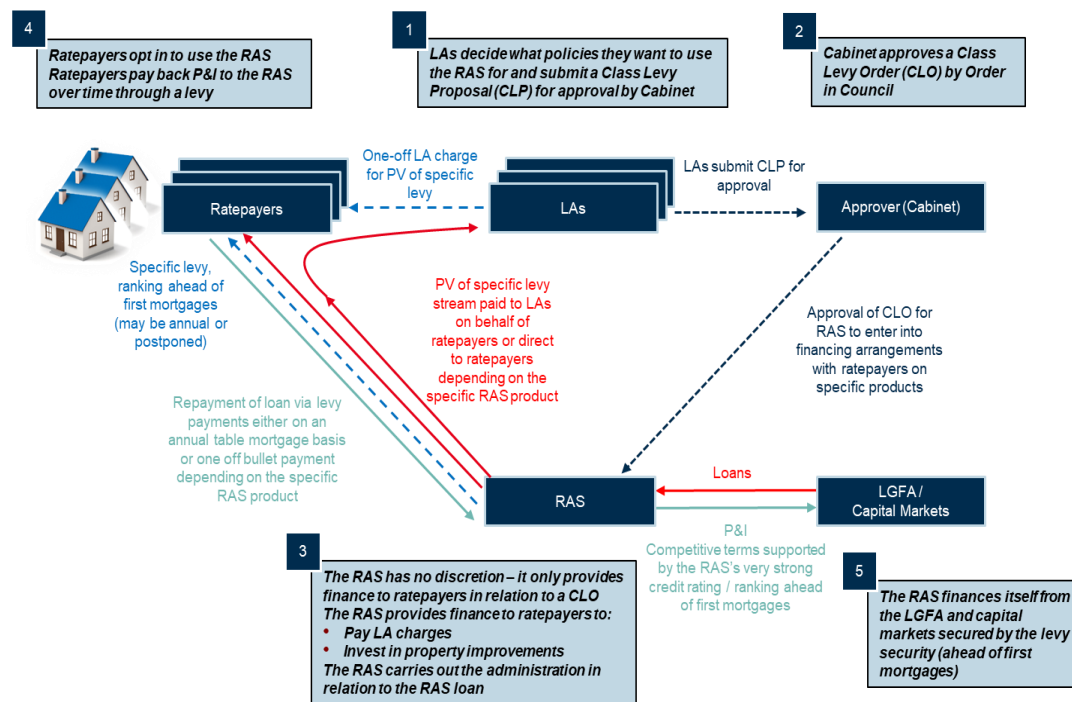 4
Ratepayers opt in to use the RAS
Ratepayers pay back P&I to the RAS
over time through a levy
1
LAs decide what policies they want to use
the RAS for and submit a Class Levy
Proposal (CLP) for approval by Cabinet
2
Cabinet approves a Class
Levy Order (CLO) by Order
in Council
Ratepayers
One-off LA charge
for PV of specific
levy
LAs
LAs submit CLP for
approval
Approver (Cabinet)
Specific levy,
ranking ahead of
first mortgages
(may be annual or
postponed)
PV of specific levy
stream paid to LAs
on behalf of
ratepayers or direct
to ratepayers
depending on the
specific RAS product
Approval of CLO for
RAS to enter into
financing arrangements
with ratepayers on
specific products
Repayment of loan via levy
payments either on an
annual table mortgage basis
or one off bullet payment
depending on the specific
RAS product
RAS
Loans
LGFA /
Capital Markets
P&I
Competitive terms supported
by the RAS's very strong
credit rating / ranking ahead
of first mortgages
3
The RAS has no discretion – it only provides
finance to ratepayers in relation to a CLO
The RAS provides finance to ratepayers to:
• Pay LA charges
• Invest in property improvements
The RAS carries out the administration in
relation to the RAS loan
5
The RAS finances itself from
the LGFA and capital
markets secured by the levy
security (ahead of first
mortgages)